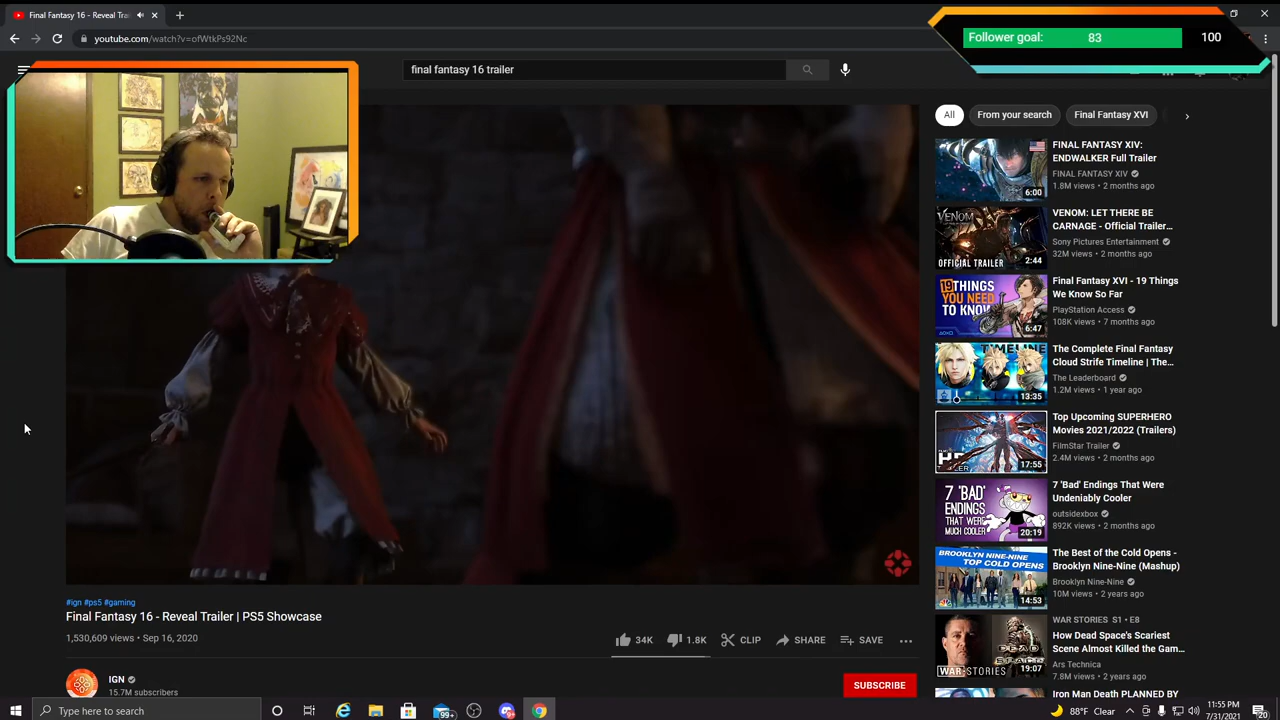 Final Fantasy 16 - Reveal Trai
youtube.com/watch?v=ofWtkPs92Nc
Follower goal: 83 100
final fantasy 16 trailer
All
From your search
Final Fantasy XVI
FINAL FANTASY XIV:
ENDWALKER Full Trailer
FINAL FANTASY XIV
1.8M views • 2 months ago
6:00
VENOM
OFFICIAL TRAILER
2:44
VENOM: LET THERE BE
CARNAGE - Official Trailer…
Sony Pictures Entertainment
32M views • 2 months ago
19 THINGS
YOU NEED
TO KNOW
6:47
Final Fantasy XVI - 19 Things
We Know So Far
PlayStation Access
108K views • 7 months ago
TIMELINE
13:35
The Complete Final Fantasy
Cloud Strife Timeline | The…
The Leaderboard
1.2M views • 1 year ago
17:55
Top Upcoming SUPERHERO
Movies 2021/2022 (Trailers)
FilmStar Trailer
2.4M views • 2 months ago
7 'BAD'
ENDINGS
THAT WERE
MUCH COOLER
20:19
7 'Bad' Endings That Were
Undeniably Cooler
outsidexbox
892K views • 2 months ago
BROOKLYN NINE-NINE
TOP COLD OPENS
14:53
The Best of the Cold Opens -
Brooklyn Nine-Nine (Mashup)
Brooklyn Nine-Nine
10M views • 2 years ago
WAR STORIES
DEAD
SPACE
19:07
WAR STORIES S1 • E8
How Dead Space's Scariest
Scene Almost Killed the Gam…
Ars Technica
7.8M views • 2 years ago
Iron Man Death PLANNED BY
#ign #ps5 #gaming
Final Fantasy 16 - Reveal Trailer | PS5 Showcase
1,530,609 views • Sep 16, 2020
34K 1.8K CLIP SHARE SAVE
IGN
15.7M subscribers
SUBSCRIBE
Type here to search
99+
88°F Clear
11:55 PM
7/31/2021
20